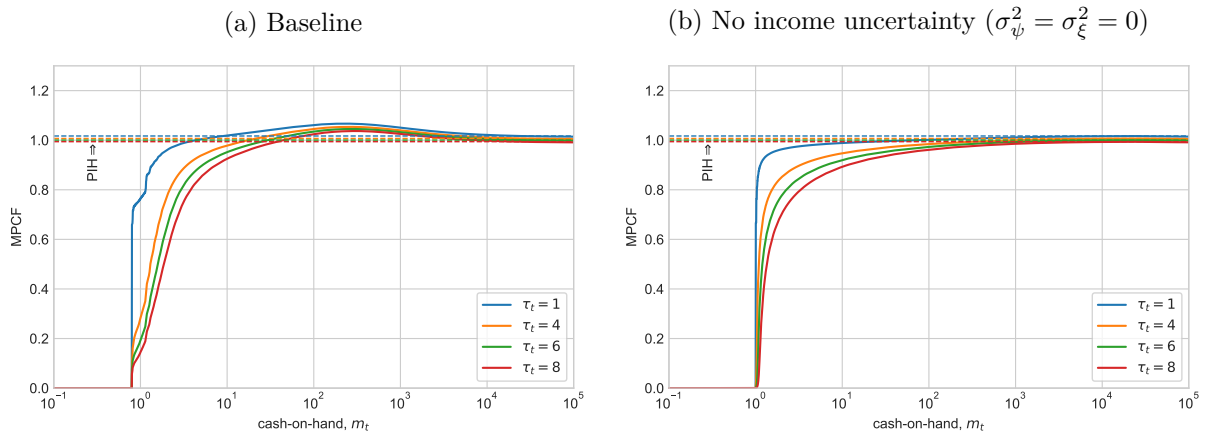 (a) Baseline
1.2
1.0
0.8
0.6
0.4
0.2
0.0
MPCF
PIH ⇒
τ_t = 1
τ_t = 4
τ_t = 6
τ_t = 8
10^−1 10^0 10^1 10^2 10^3 10^4 10^5
cash-on-hand, m_t
(b) No income uncertainty (σ_ψ^2 = σ_ξ^2 = 0)
1.2
1.0
0.8
0.6
0.4
0.2
0.0
MPCF
PIH ⇒
τ_t = 1
τ_t = 4
τ_t = 6
τ_t = 8
10^−1 10^0 10^1 10^2 10^3 10^4 10^5
cash-on-hand, m_t